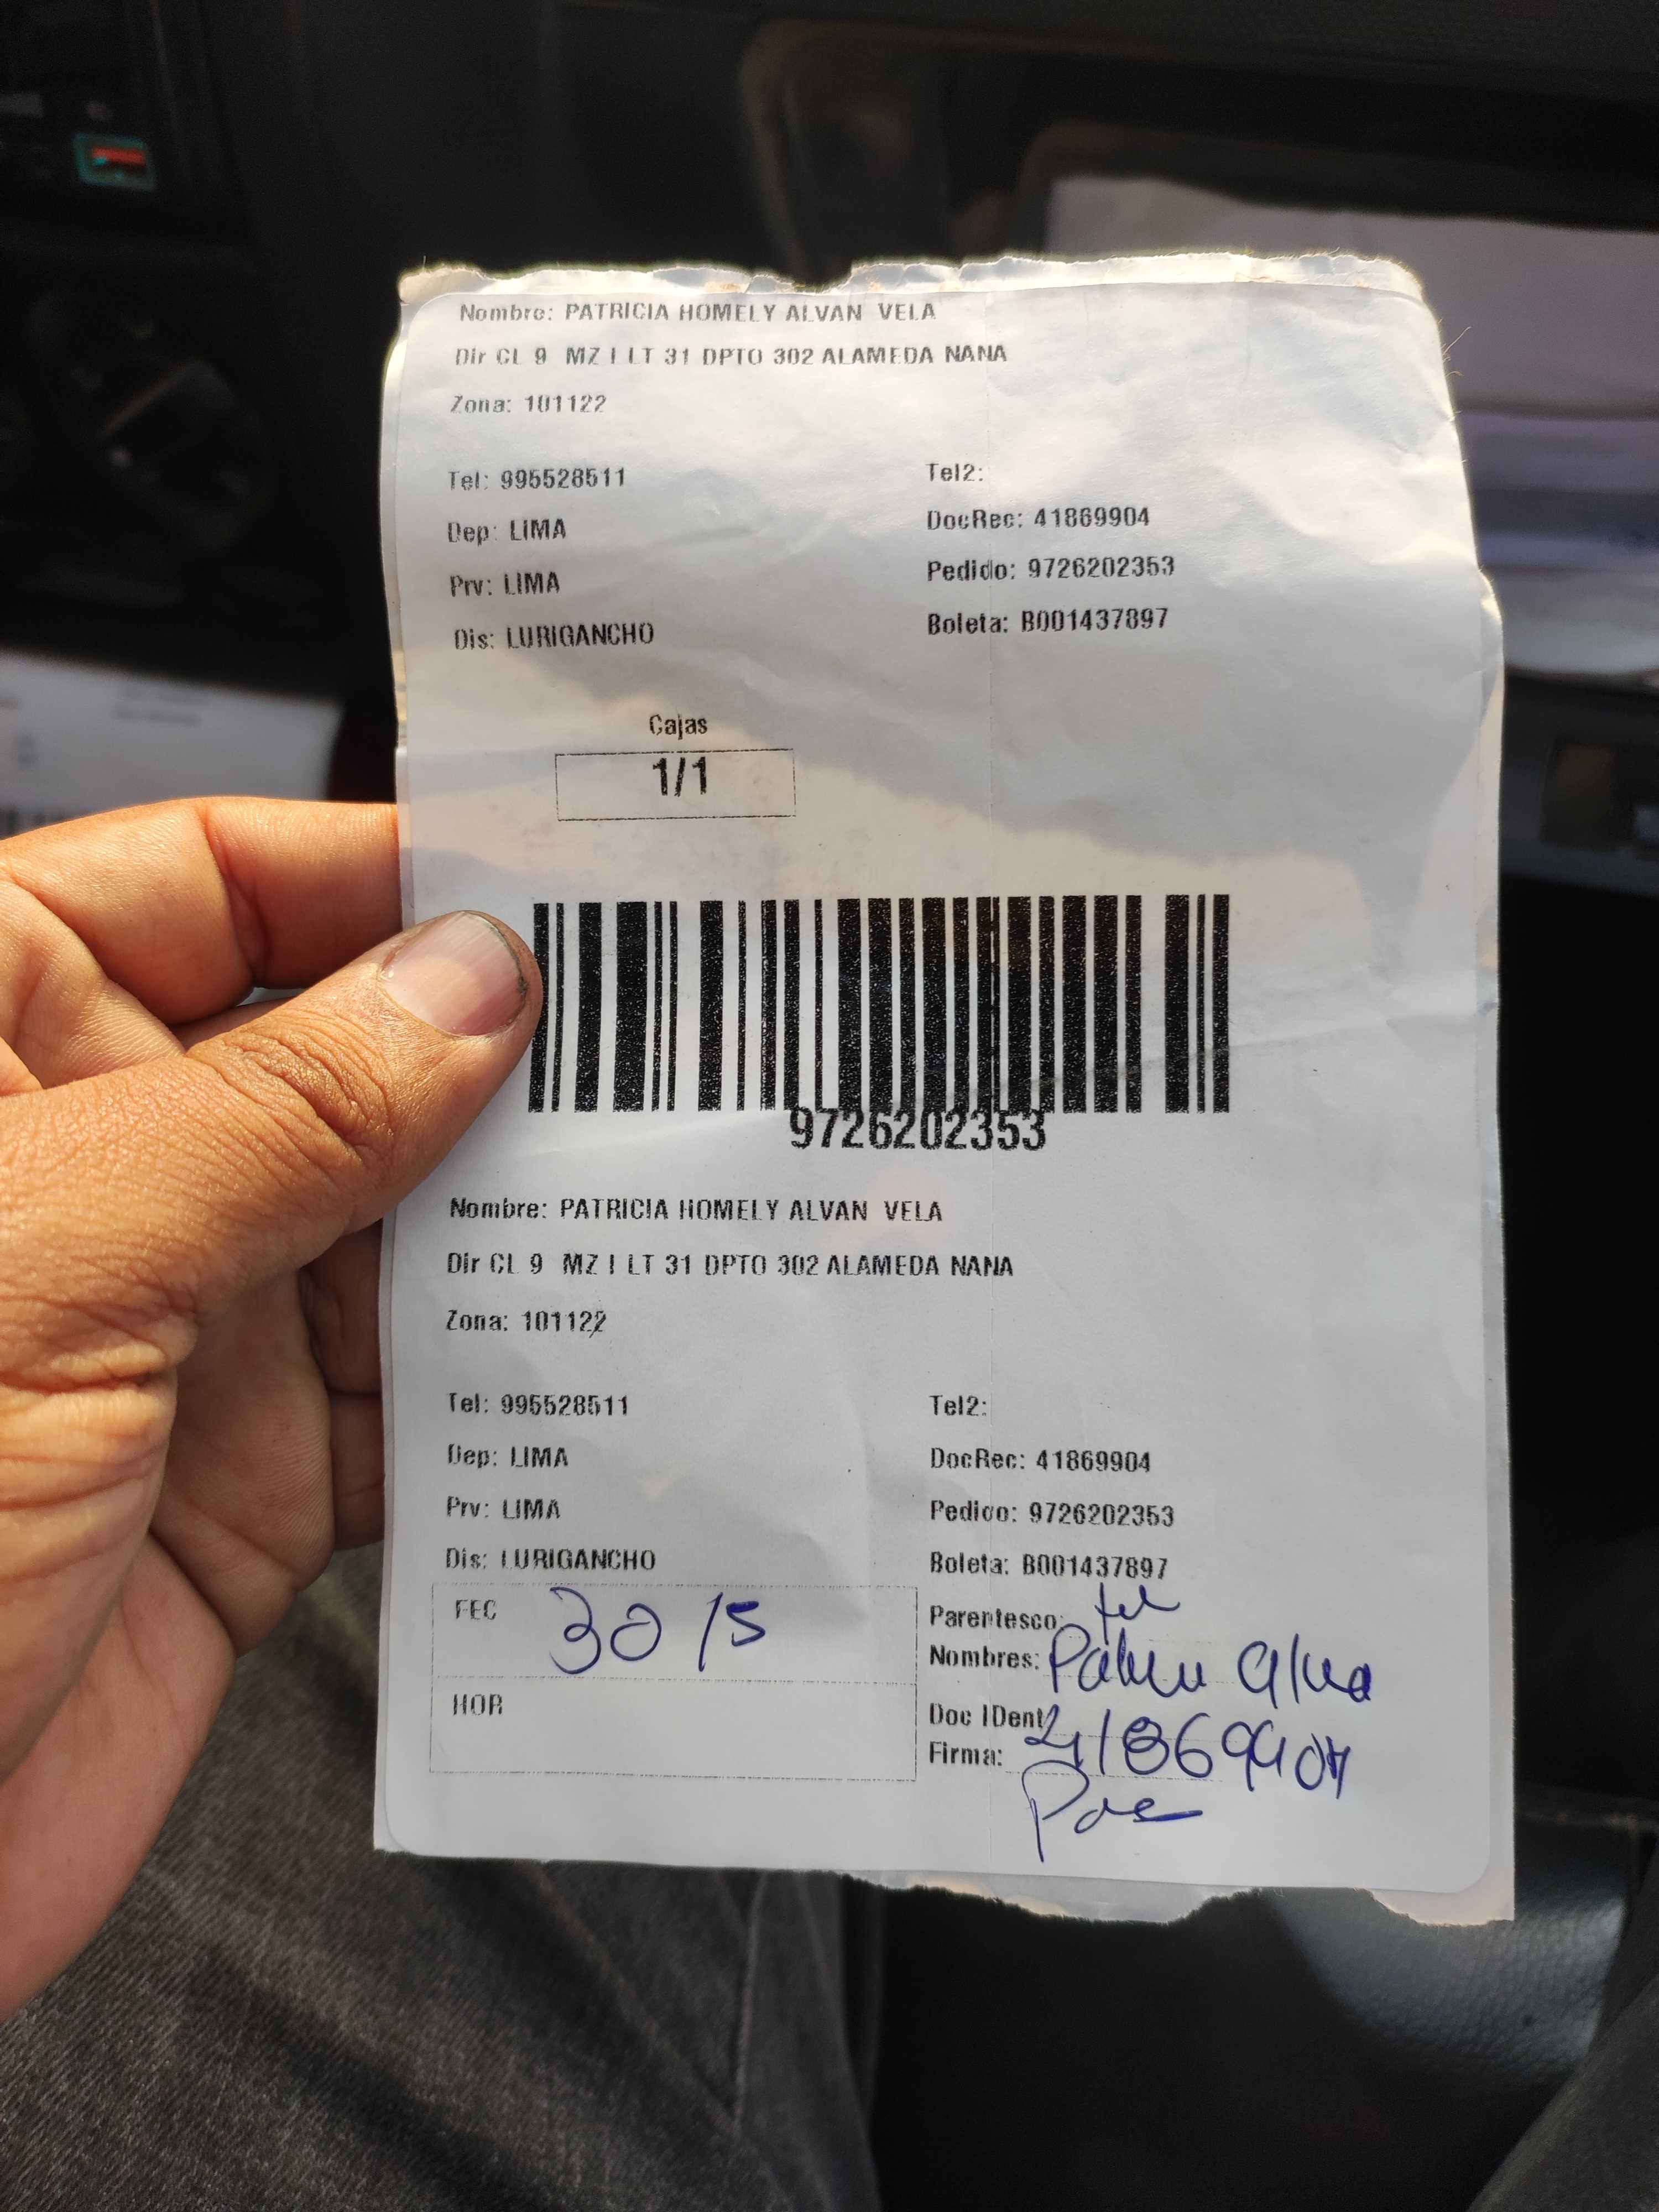 Nombre: PATRICIA HOMELY ALVAN VELA
Dir CL 9 MZ I LT 31 DPTO 302 ALAMEDA NANA
Zona: 101122
Tel: 995528511 Tel2:
Dep: LIMA DocRec: 41869904
Prv: LIMA Pedido: 9726202353
Dis: LURIGANCHO Boleta: B001437897
Cajas
1/1
9726202353
Nombre: PATRICIA HOMELY ALVAN VELA
Dir CL 9 MZ I LT 31 DPTO 302 ALAMEDA NANA
Zona: 101122
Tel: 995528511 Tel2:
Dep: LIMA DocRec: 41869904
Prv: LIMA Pedido: 9726202353
Dis: LURIGANCHO Boleta: B001437897
FEC 30/5 Parentesco:
Nombres:
HOR Doc IDent: 41869904
Firma: